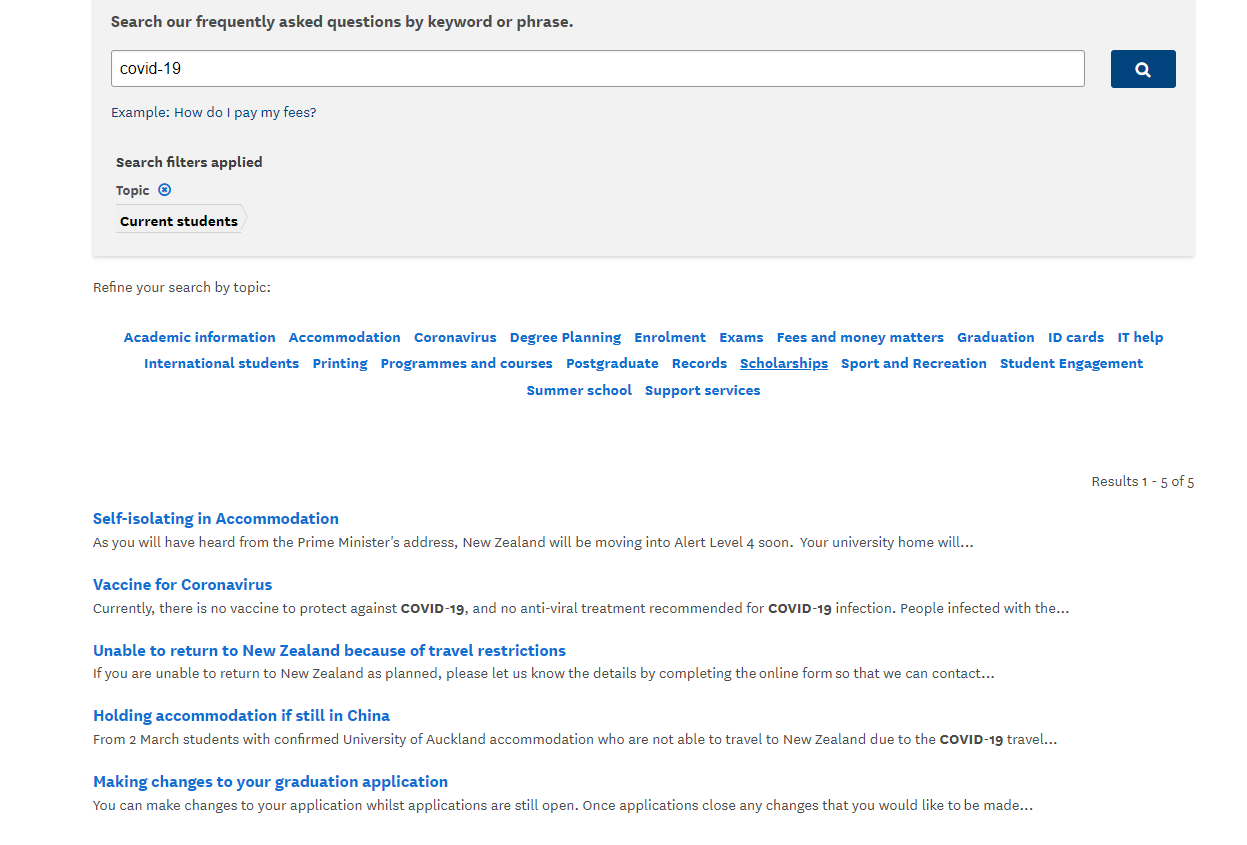 Search our frequently asked questions by keyword or phrase.
covid-19
Example: How do I pay my fees?
Search filters applied
Topic
Current students
Refine your search by topic:
Academic information Accommodation Coronavirus Degree Planning Enrolment Exams Fees and money matters Graduation ID cards IT help
International students Printing Programmes and courses Postgraduate Records Scholarships Sport and Recreation Student Engagement
Summer school Support services
Results 1 - 5 of 5
Self-isolating in Accommodation
As you will have heard from the Prime Minister's address, New Zealand will be moving into Alert Level 4 soon.  Your university home will...
Vaccine for Coronavirus
Currently, there is no vaccine to protect against COVID-19, and no anti-viral treatment recommended for COVID-19 infection. People infected with the...
Unable to return to New Zealand because of travel restrictions
If you are unable to return to New Zealand as planned, please let us know the details by completing the online form so that we can contact...
Holding accommodation if still in China
From 2 March students with confirmed University of Auckland accommodation who are not able to travel to New Zealand due to the COVID-19 travel...
Making changes to your graduation application
You can make changes to your application whilst applications are still open. Once applications close any changes that you would like to be made...